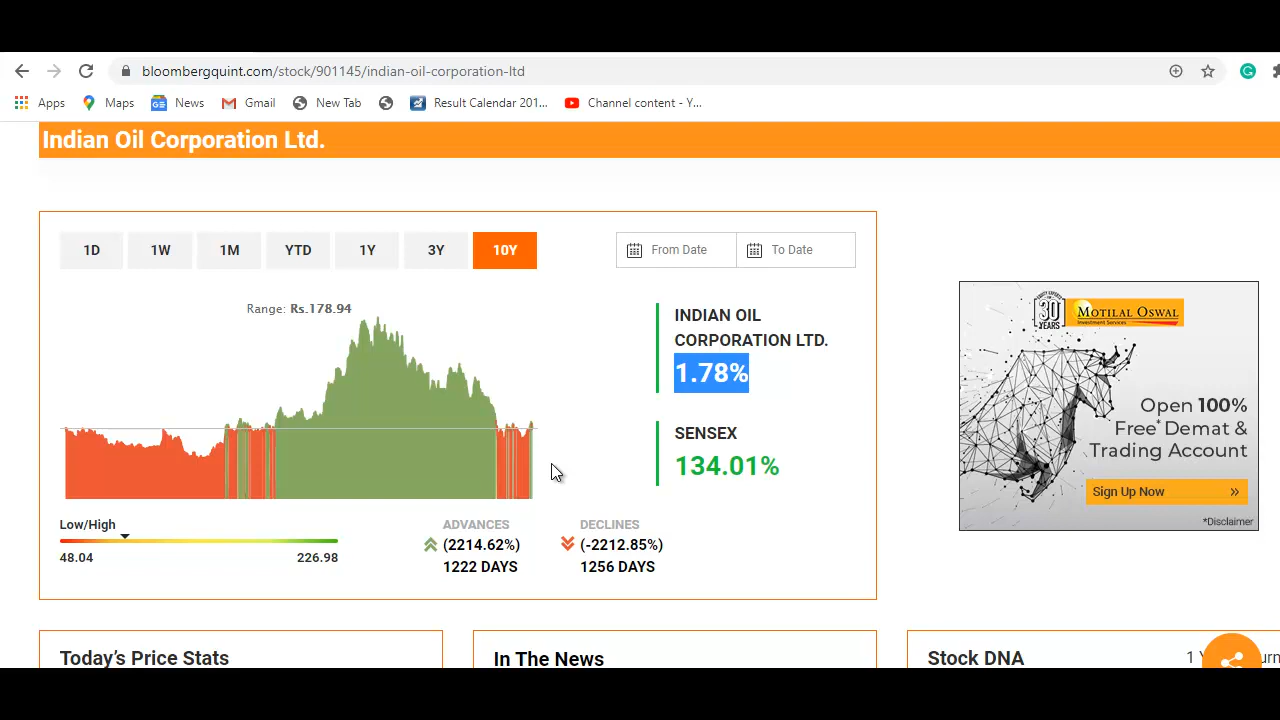 bloombergquint.com/stock/901145/indian-oil-corporation-ltd
Apps Maps News Gmail New Tab Result Calendar 201... Channel content - Y...
Indian Oil Corporation Ltd.
1D 1W 1M YTD 1Y 3Y 10Y
From Date To Date
Range: Rs.178.94
INDIAN OIL
CORPORATION LTD.
1.78%
SENSEX
134.01%
Low/High
48.04 226.98
ADVANCES
(2214.62%)
1222 DAYS
DECLINES
(-2212.85%)
1256 DAYS
30
YEARS
MOTILAL OSWAL
Investment Services
Open 100%
Free* Demat &
Trading Account
Sign Up Now »
*Disclaimer
Today's Price Stats
In The News
Stock DNA